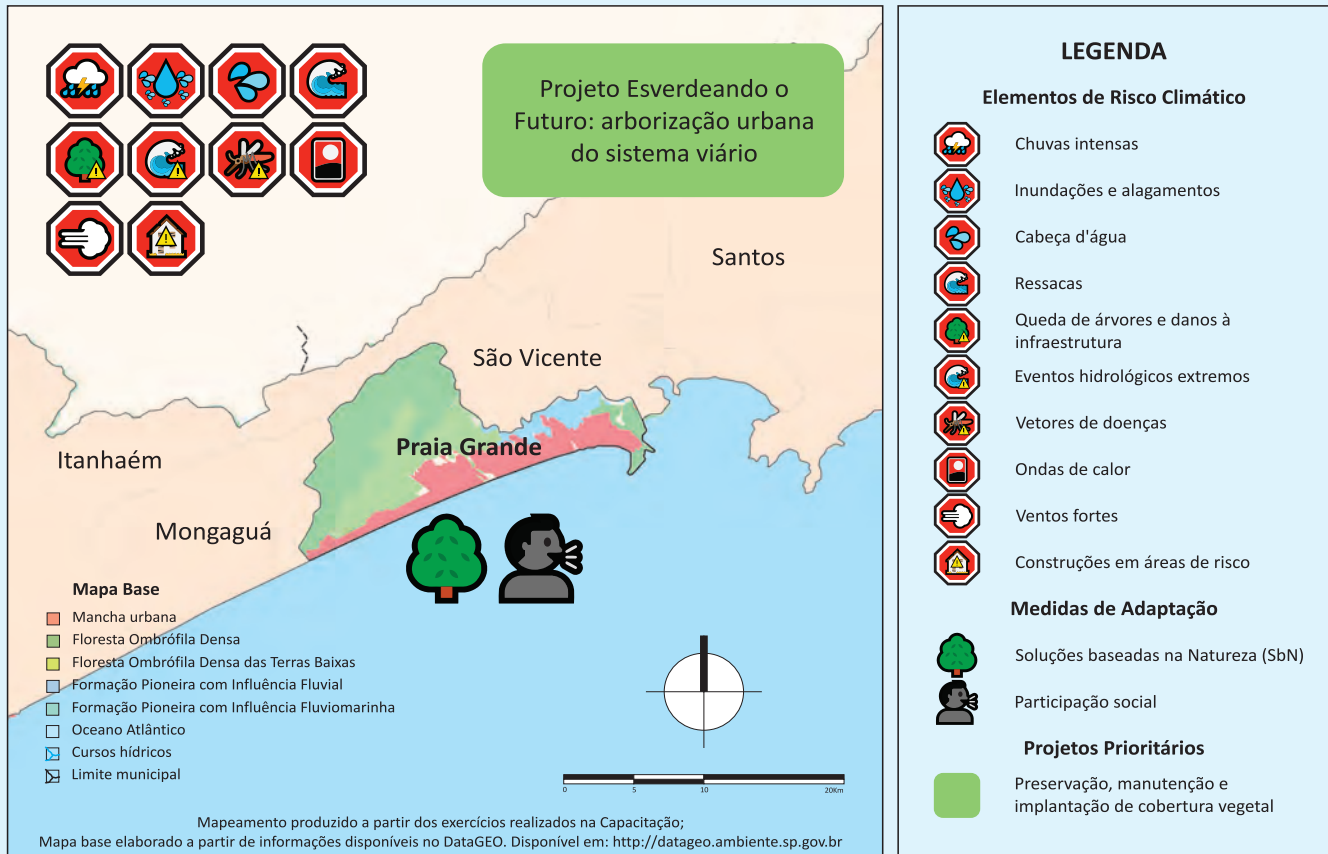 Projeto Esverdeando o
Futuro: arborização urbana
do sistema viário
Santos
São Vicente
Praia Grande
Itanhaém
Mongaguá
Mapa Base
Mancha urbana
Floresta Ombrófila Densa
Floresta Ombrófila Densa das Terras Baixas
Formação Pioneira com Influência Fluvial
Formação Pioneira com Influência Fluviomarinha
Oceano Atlântico
Cursos hídricos
Limite municipal
0 5 10 20Km
Mapeamento produzido a partir dos exercícios realizados na Capacitação;
Mapa base elaborado a partir de informações disponíveis no DataGEO. Disponível em: http://datageo.ambiente.sp.gov.br
LEGENDA
Elementos de Risco Climático
Chuvas intensas
Inundações e alagamentos
Cabeça d'água
Ressacas
Queda de árvores e danos à
infraestrutura
Eventos hidrológicos extremos
Vetores de doenças
Ondas de calor
Ventos fortes
Construções em áreas de risco
Medidas de Adaptação
Soluções baseadas na Natureza (SbN)
Participação social
Projetos Prioritários
Preservação, manutenção e
implantação de cobertura vegetal